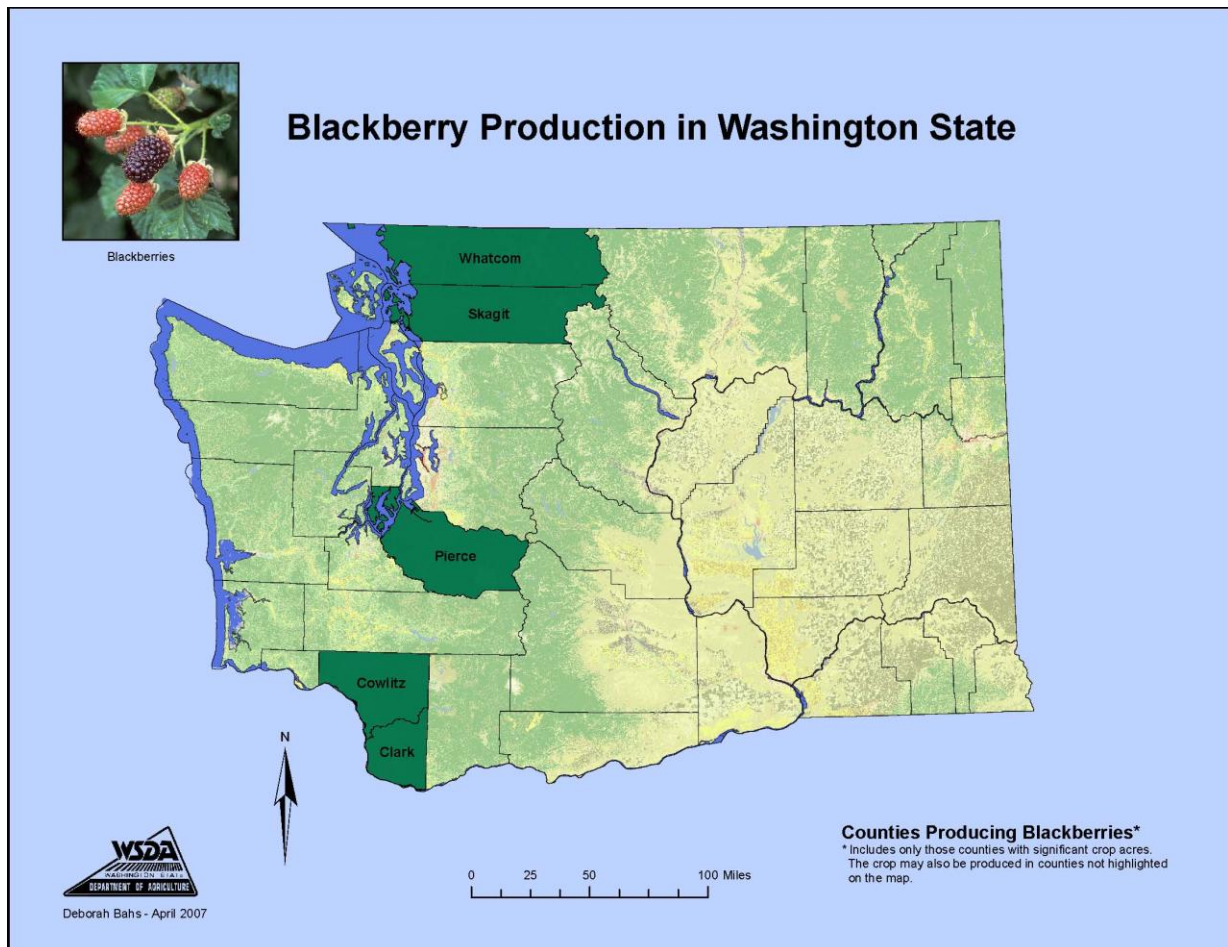 Blackberry Production in Washington State
Blackberries
Whatcom
Skagit
Pierce
Cowlitz
Clark
N
WSDA
WASHINGTON STATE
DEPARTMENT OF AGRICULTURE
Deborah Bahs - April 2007
0 25 50 100 Miles
Counties Producing Blackberries*
* Includes only those counties with significant crop acres.
The crop may also be produced in counties not highlighted
on the map.